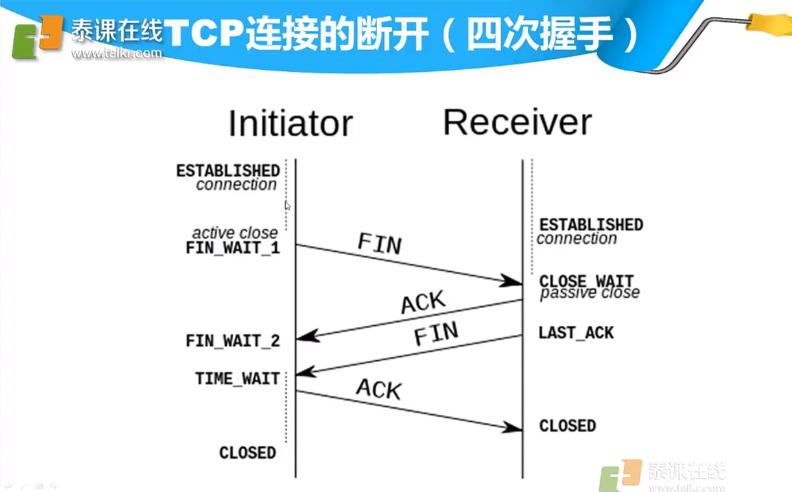 泰课在线
www.talkr.com
TCP连接的断开（四次握手）
Initiator
Receiver
ESTABLISHED
connection
active close
FIN_WAIT_1
FIN
ESTABLISHED
connection
CLOSE_WAIT
passive close
ACK
FIN_WAIT_2
FIN
LAST_ACK
TIME_WAIT
ACK
CLOSED
CLOSED
泰课在线